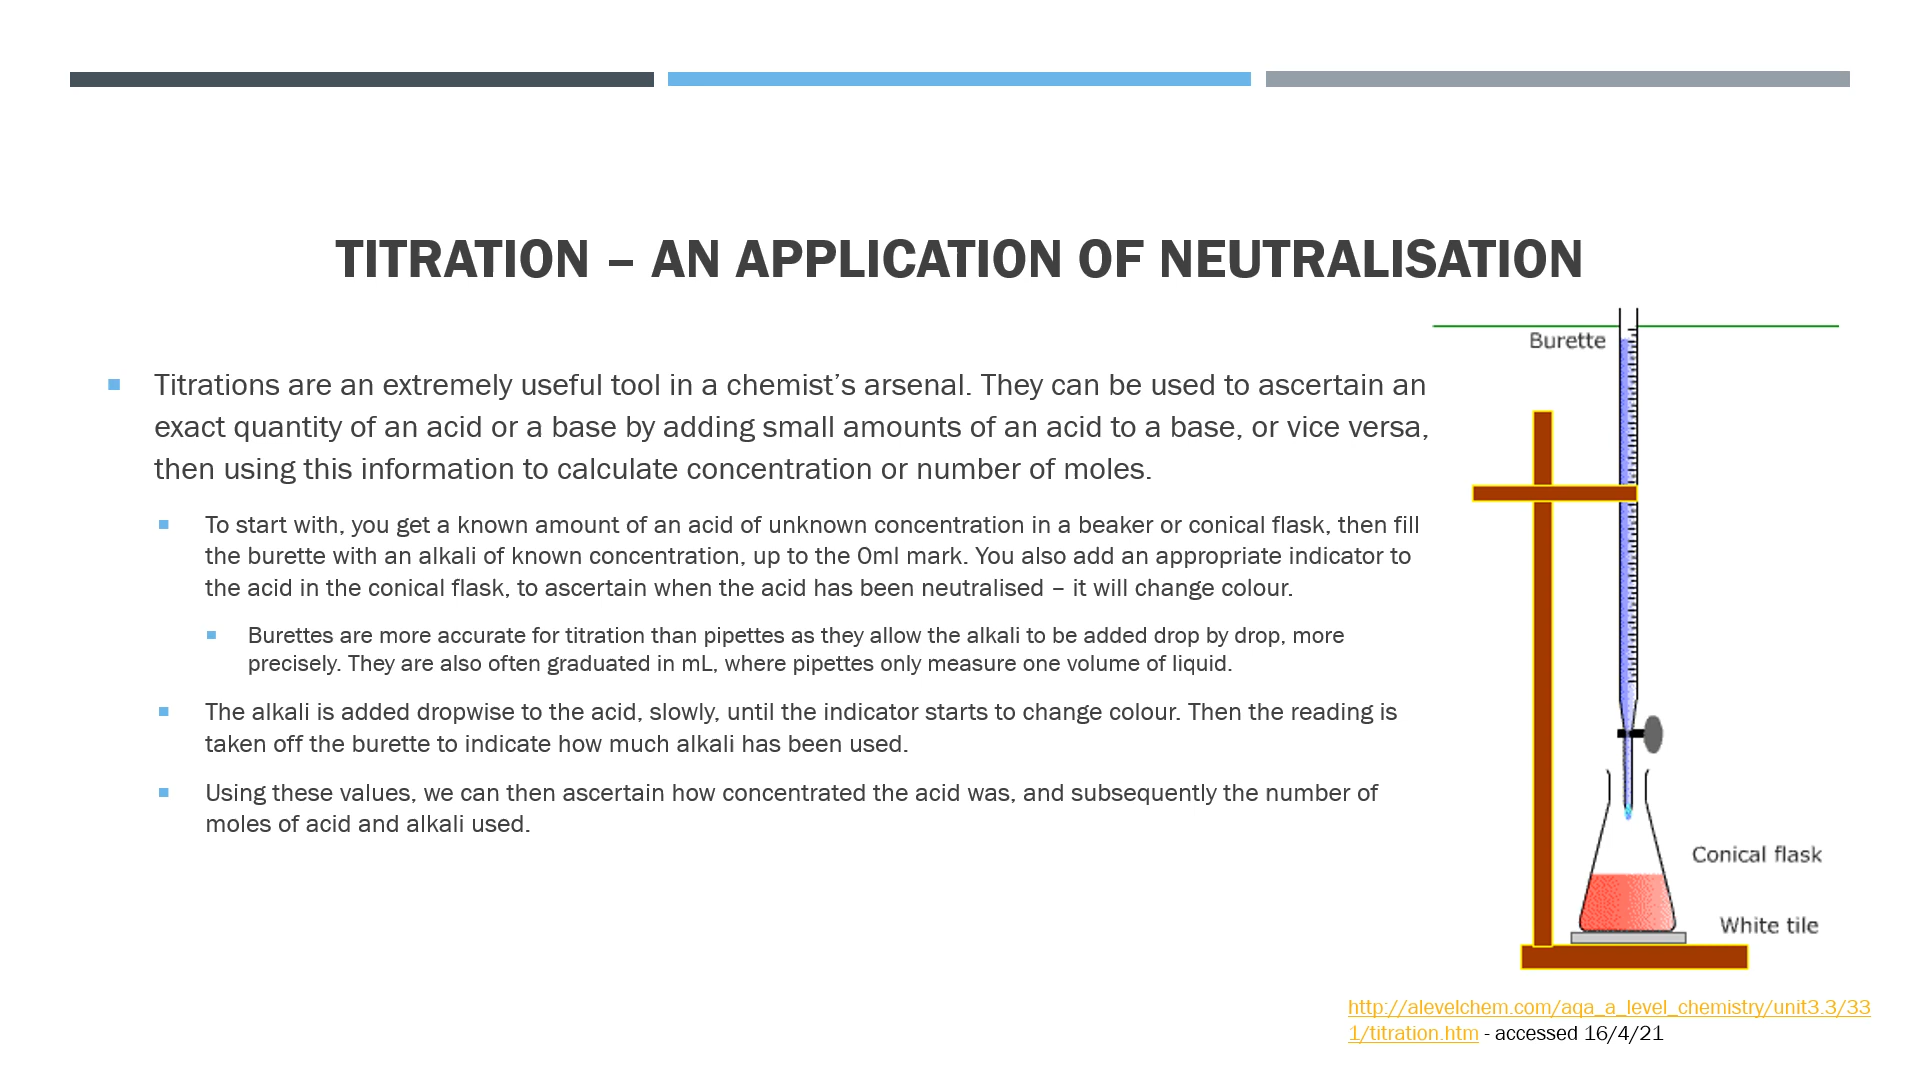 TITRATION – AN APPLICATION OF NEUTRALISATION
Titrations are an extremely useful tool in a chemist’s arsenal. They can be used to ascertain an
exact quantity of an acid or a base by adding small amounts of an acid to a base, or vice versa,
then using this information to calculate concentration or number of moles.
To start with, you get a known amount of an acid of unknown concentration in a beaker or conical flask, then fill
the burette with an alkali of known concentration, up to the 0ml mark. You also add an appropriate indicator to
the acid in the conical flask, to ascertain when the acid has been neutralised – it will change colour.
Burettes are more accurate for titration than pipettes as they allow the alkali to be added drop by drop, more
precisely. They are also often graduated in mL, where pipettes only measure one volume of liquid.
The alkali is added dropwise to the acid, slowly, until the indicator starts to change colour. Then the reading is
taken off the burette to indicate how much alkali has been used.
Using these values, we can then ascertain how concentrated the acid was, and subsequently the number of
moles of acid and alkali used.
Burette
Conical flask
White tile
http://alevelchem.com/aqa_a_level_chemistry/unit3.3/33
1/titration.htm - accessed 16/4/21